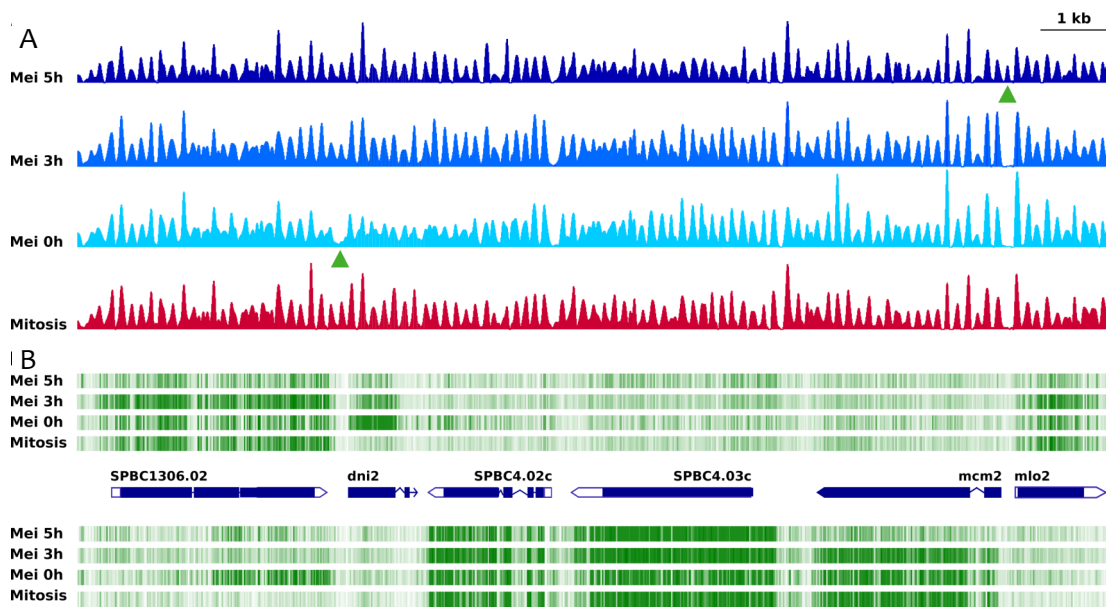 A
1 kb
Mei 5h
Mei 3h
Mei 0h
Mitosis
B
Mei 5h
Mei 3h
Mei 0h
Mitosis
SPBC1306.02 dni2 SPBC4.02c SPBC4.03c mcm2 mlo2
Mei 5h
Mei 3h
Mei 0h
Mitosis